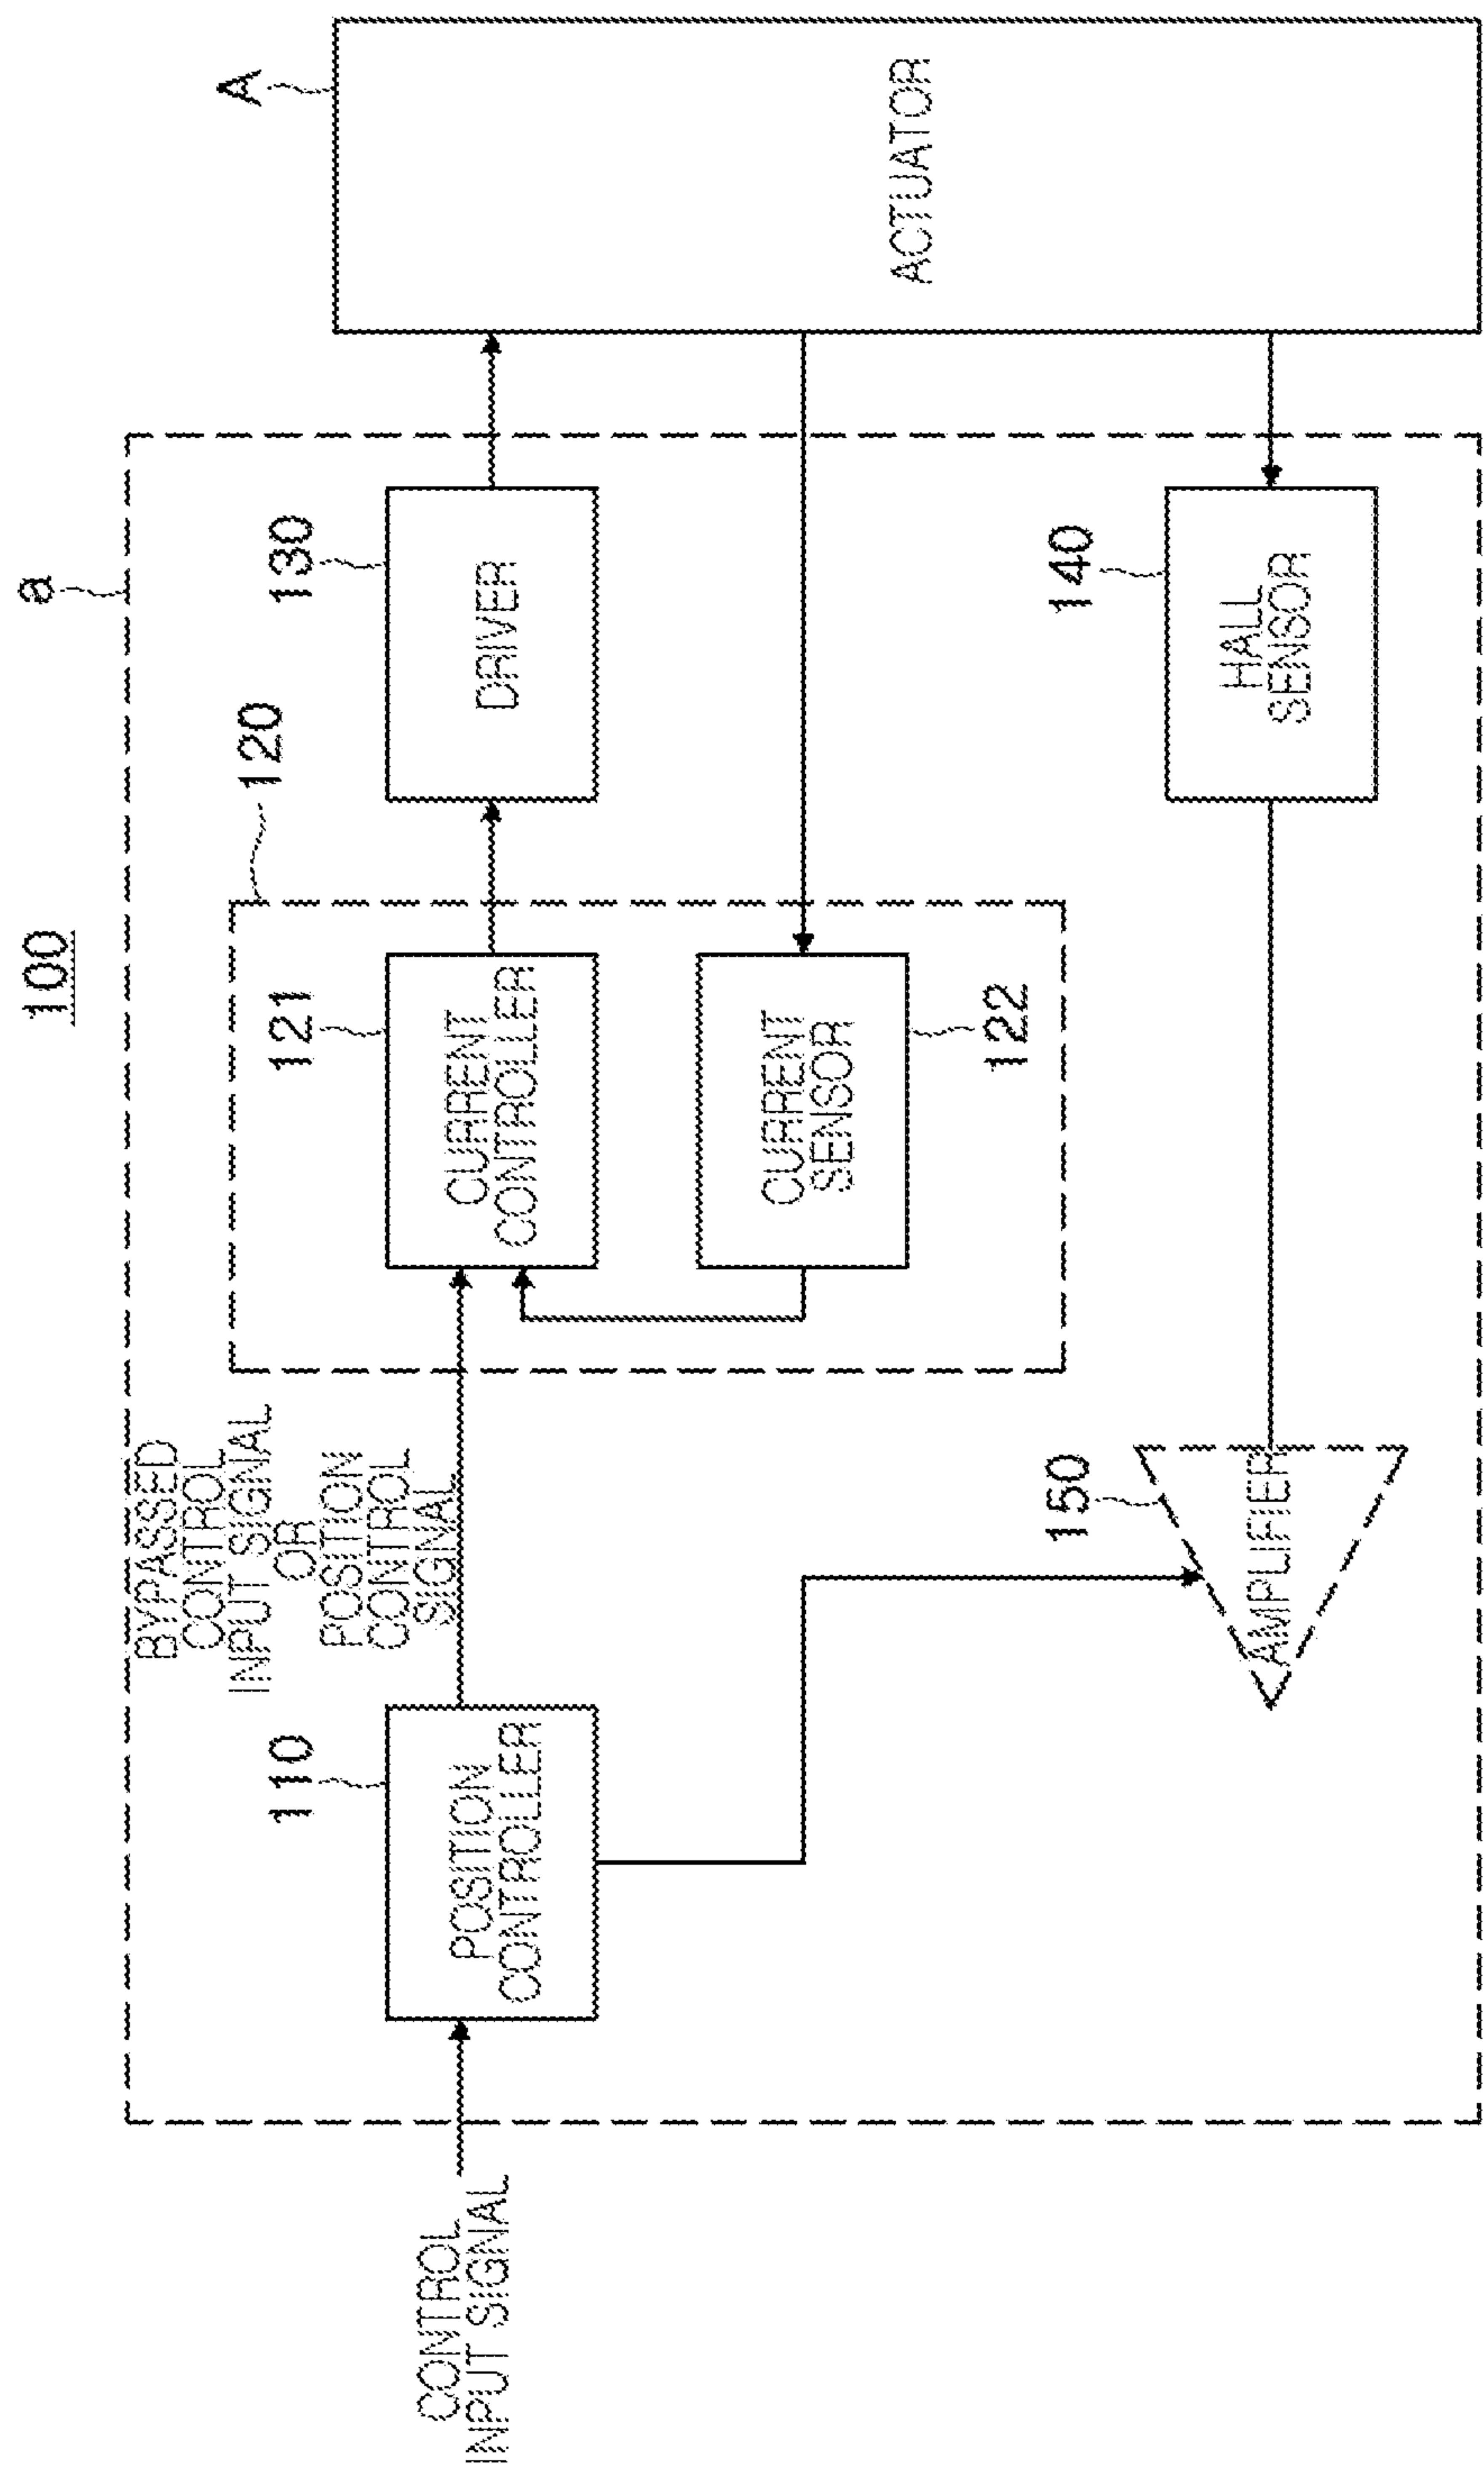 100
a
A
120
110
121
130
BYPASSED
CONTROL
INPUT SIGNAL
OR
POSITION
CONTROL
SIGNAL
CONTROL
INPUT SIGNAL
POSITION
CONTROLLER
CURRENT
CONTROLLER
DRIVER
CURRENT
SENSOR
122
ACTUATOR
150
140
AMPLIFIER
HALL
SENSOR